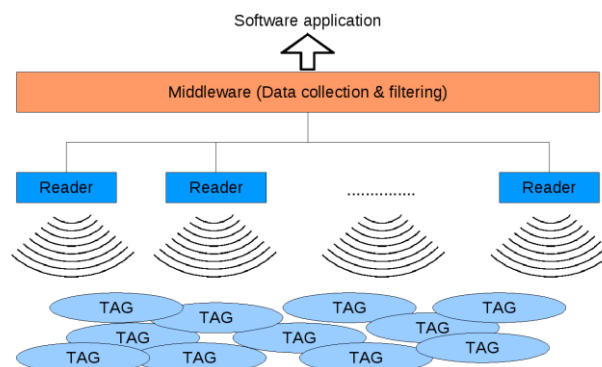 Software application
Middleware (Data collection & filtering)
Reader Reader .............. Reader
TAG TAG TAG TAG
TAG TAG TAG
TAG TAG TAG TAG